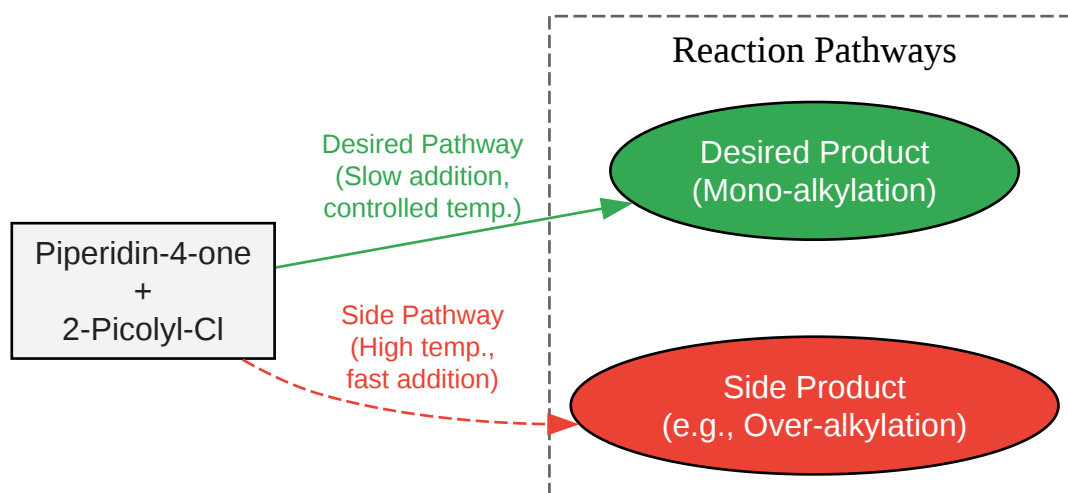 Reaction Pathways
Desired Pathway
(Slow addition,
controlled temp.)
Desired Product
(Mono-alkylation)
Piperidin-4-one
+
2-Picolyl-Cl
Side Pathway
(High temp.,
fast addition)
Side Product
(e.g., Over-alkylation)